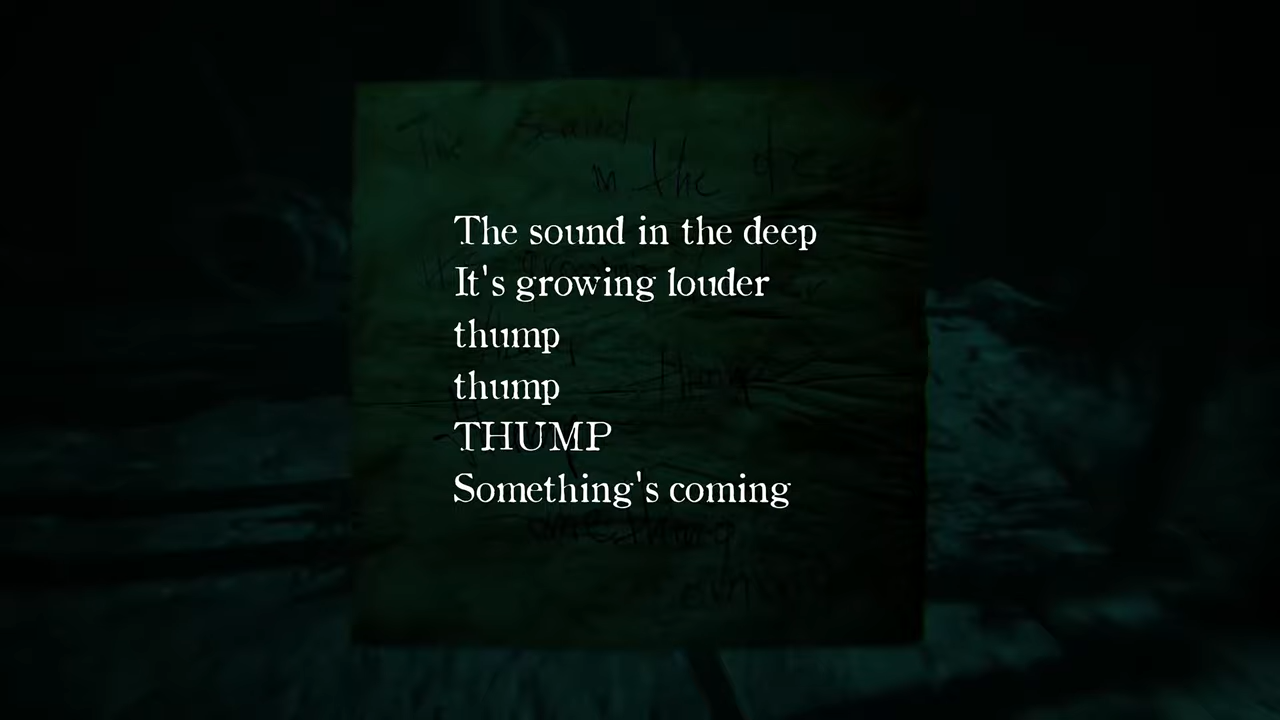 The sound in the deep
It's growing louder
thump
thump
THUMP
Something's coming